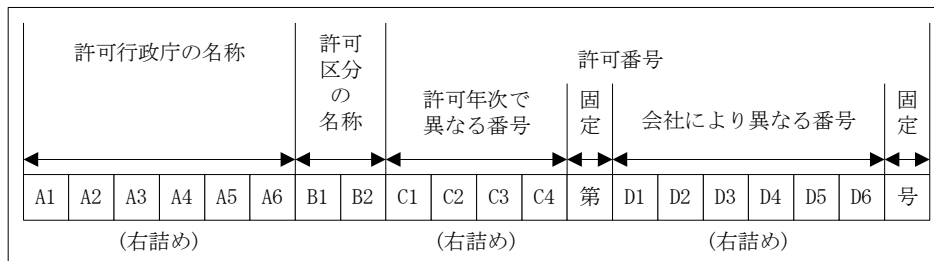 許可行政庁の名称
許可
区分
の
名称
許可番号
許可年次で
異なる番号
固
定
会社により異なる番号
固
定
A1 A2 A3 A4 A5 A6 B1 B2 C1 C2 C3 C4 第 D1 D2 D3 D4 D5 D6 号
(右詰め) (右詰め) (右詰め)